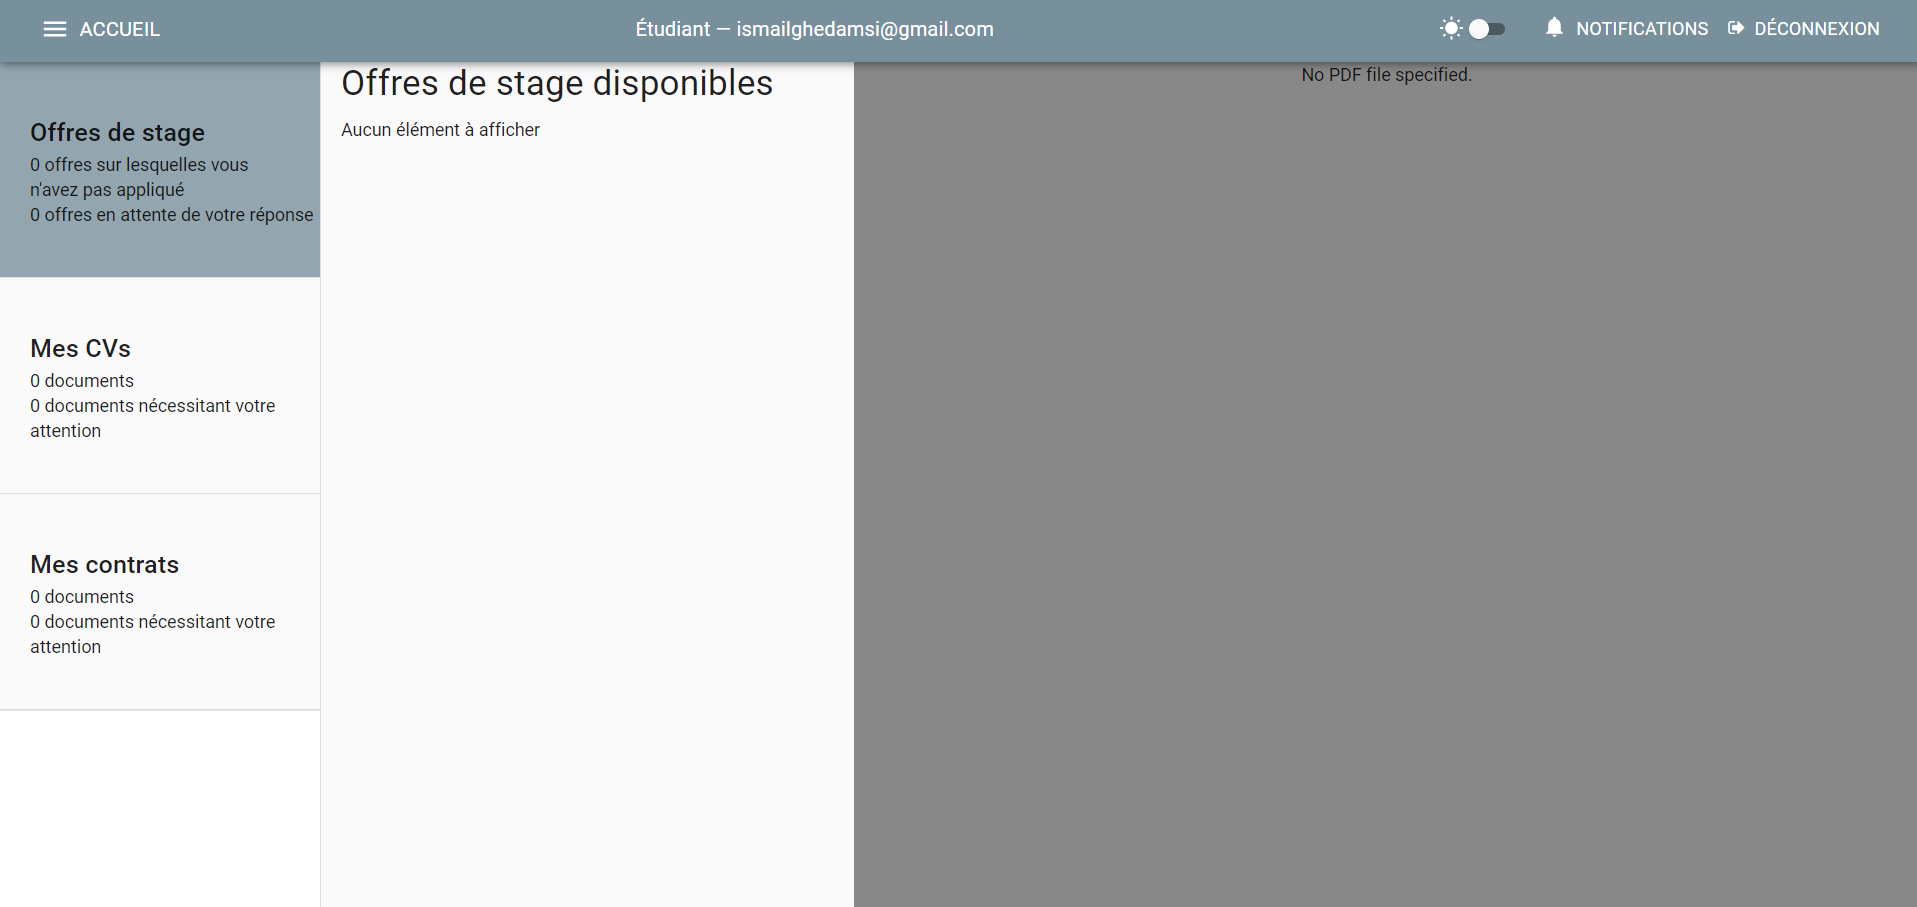 ACCUEIL
Étudiant — ismailghedamsi@gmail.com
NOTIFICATIONS
DÉCONNEXION
Offres de stage
0 offres sur lesquelles vous
n'avez pas appliqué
0 offres en attente de votre réponse
Mes CVs
0 documents
0 documents nécessitant votre
attention
Mes contrats
0 documents
0 documents nécessitant votre
attention
Offres de stage disponibles
Aucun élément à afficher
No PDF file specified.